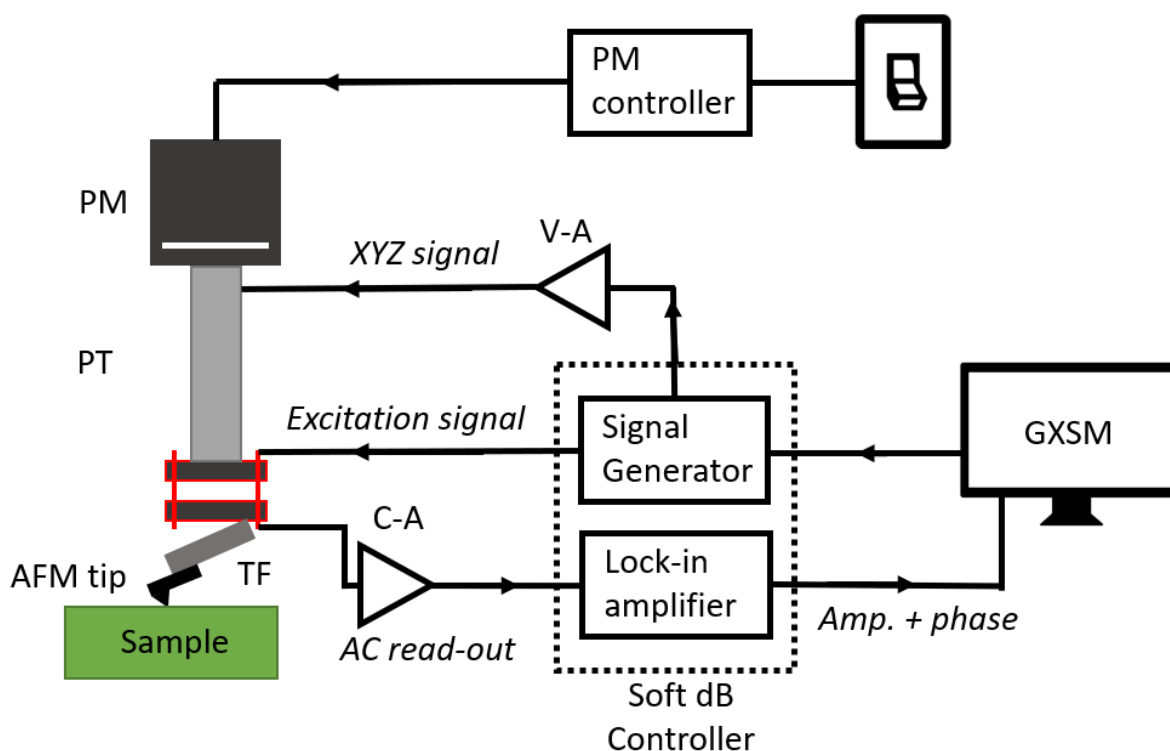 PM
controller
PM
V-A
XYZ signal
PT
Excitation signal
Signal
Generator
GXSM
C-A
AFM tip
TF
Lock-in
amplifier
Sample
AC read-out
Amp. + phase
Soft dB
Controller